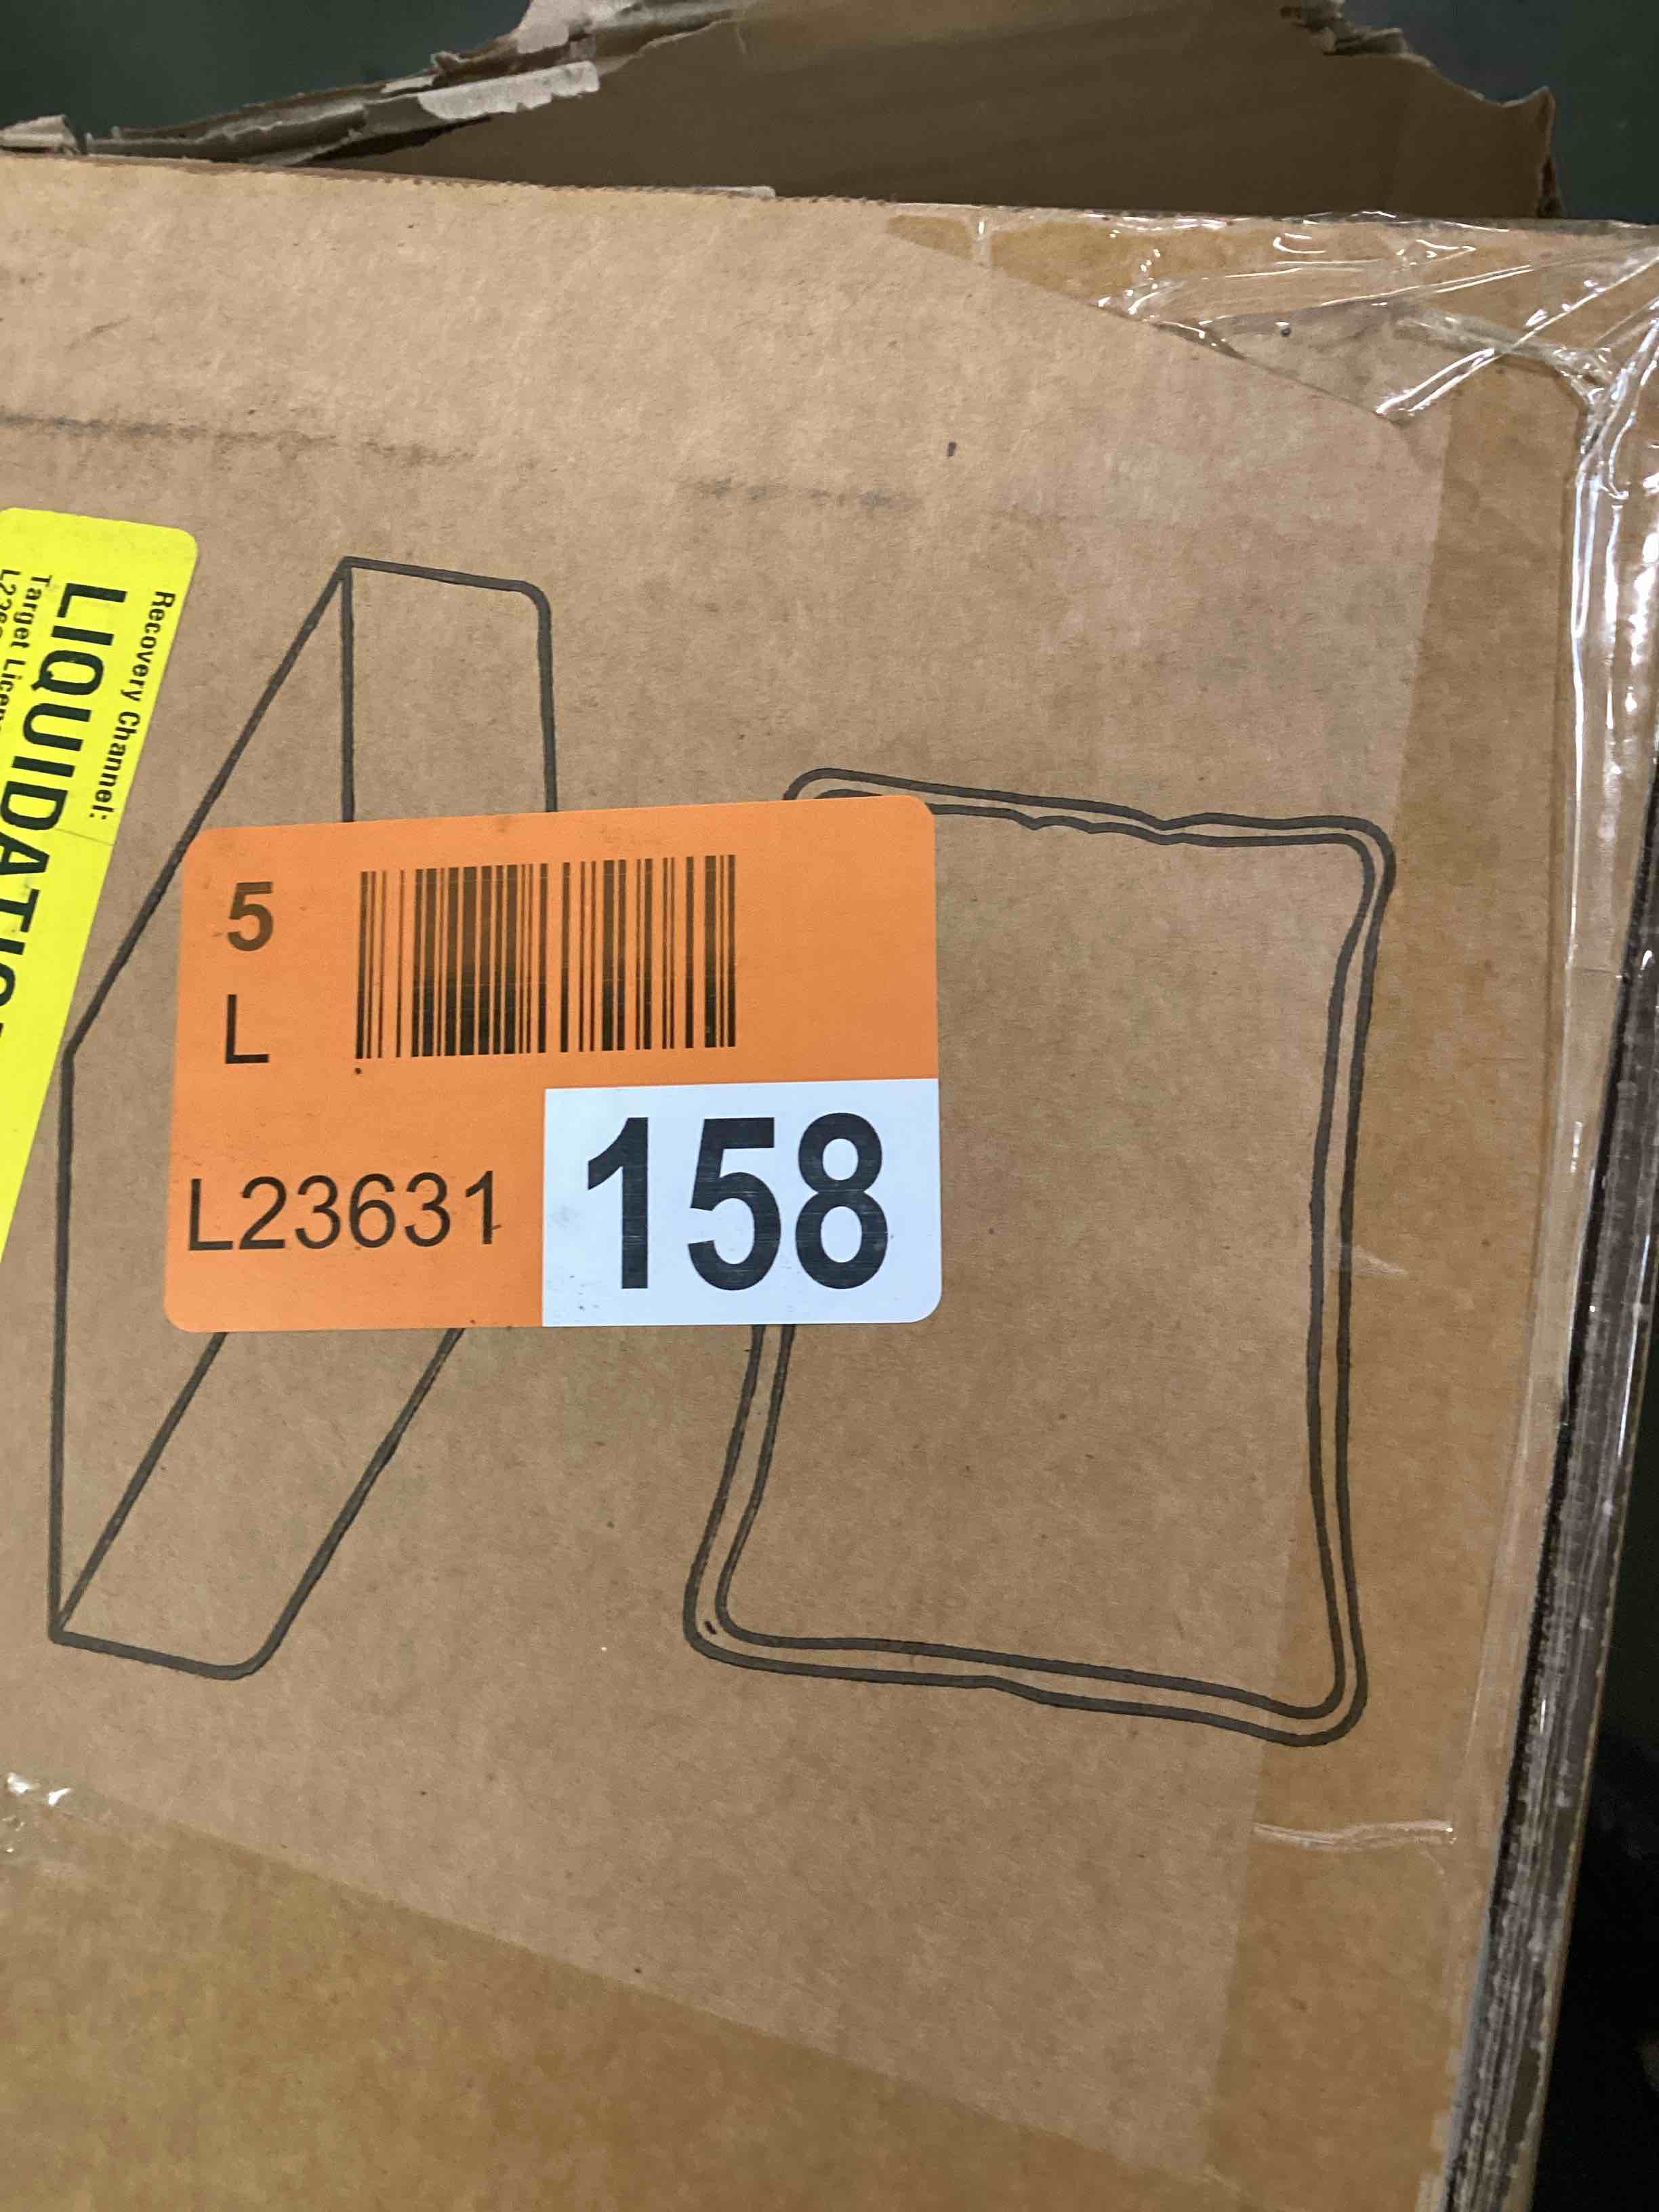 Recovery Channel:
LIQUIDATIO
Target Licen
5
L
L23631
158